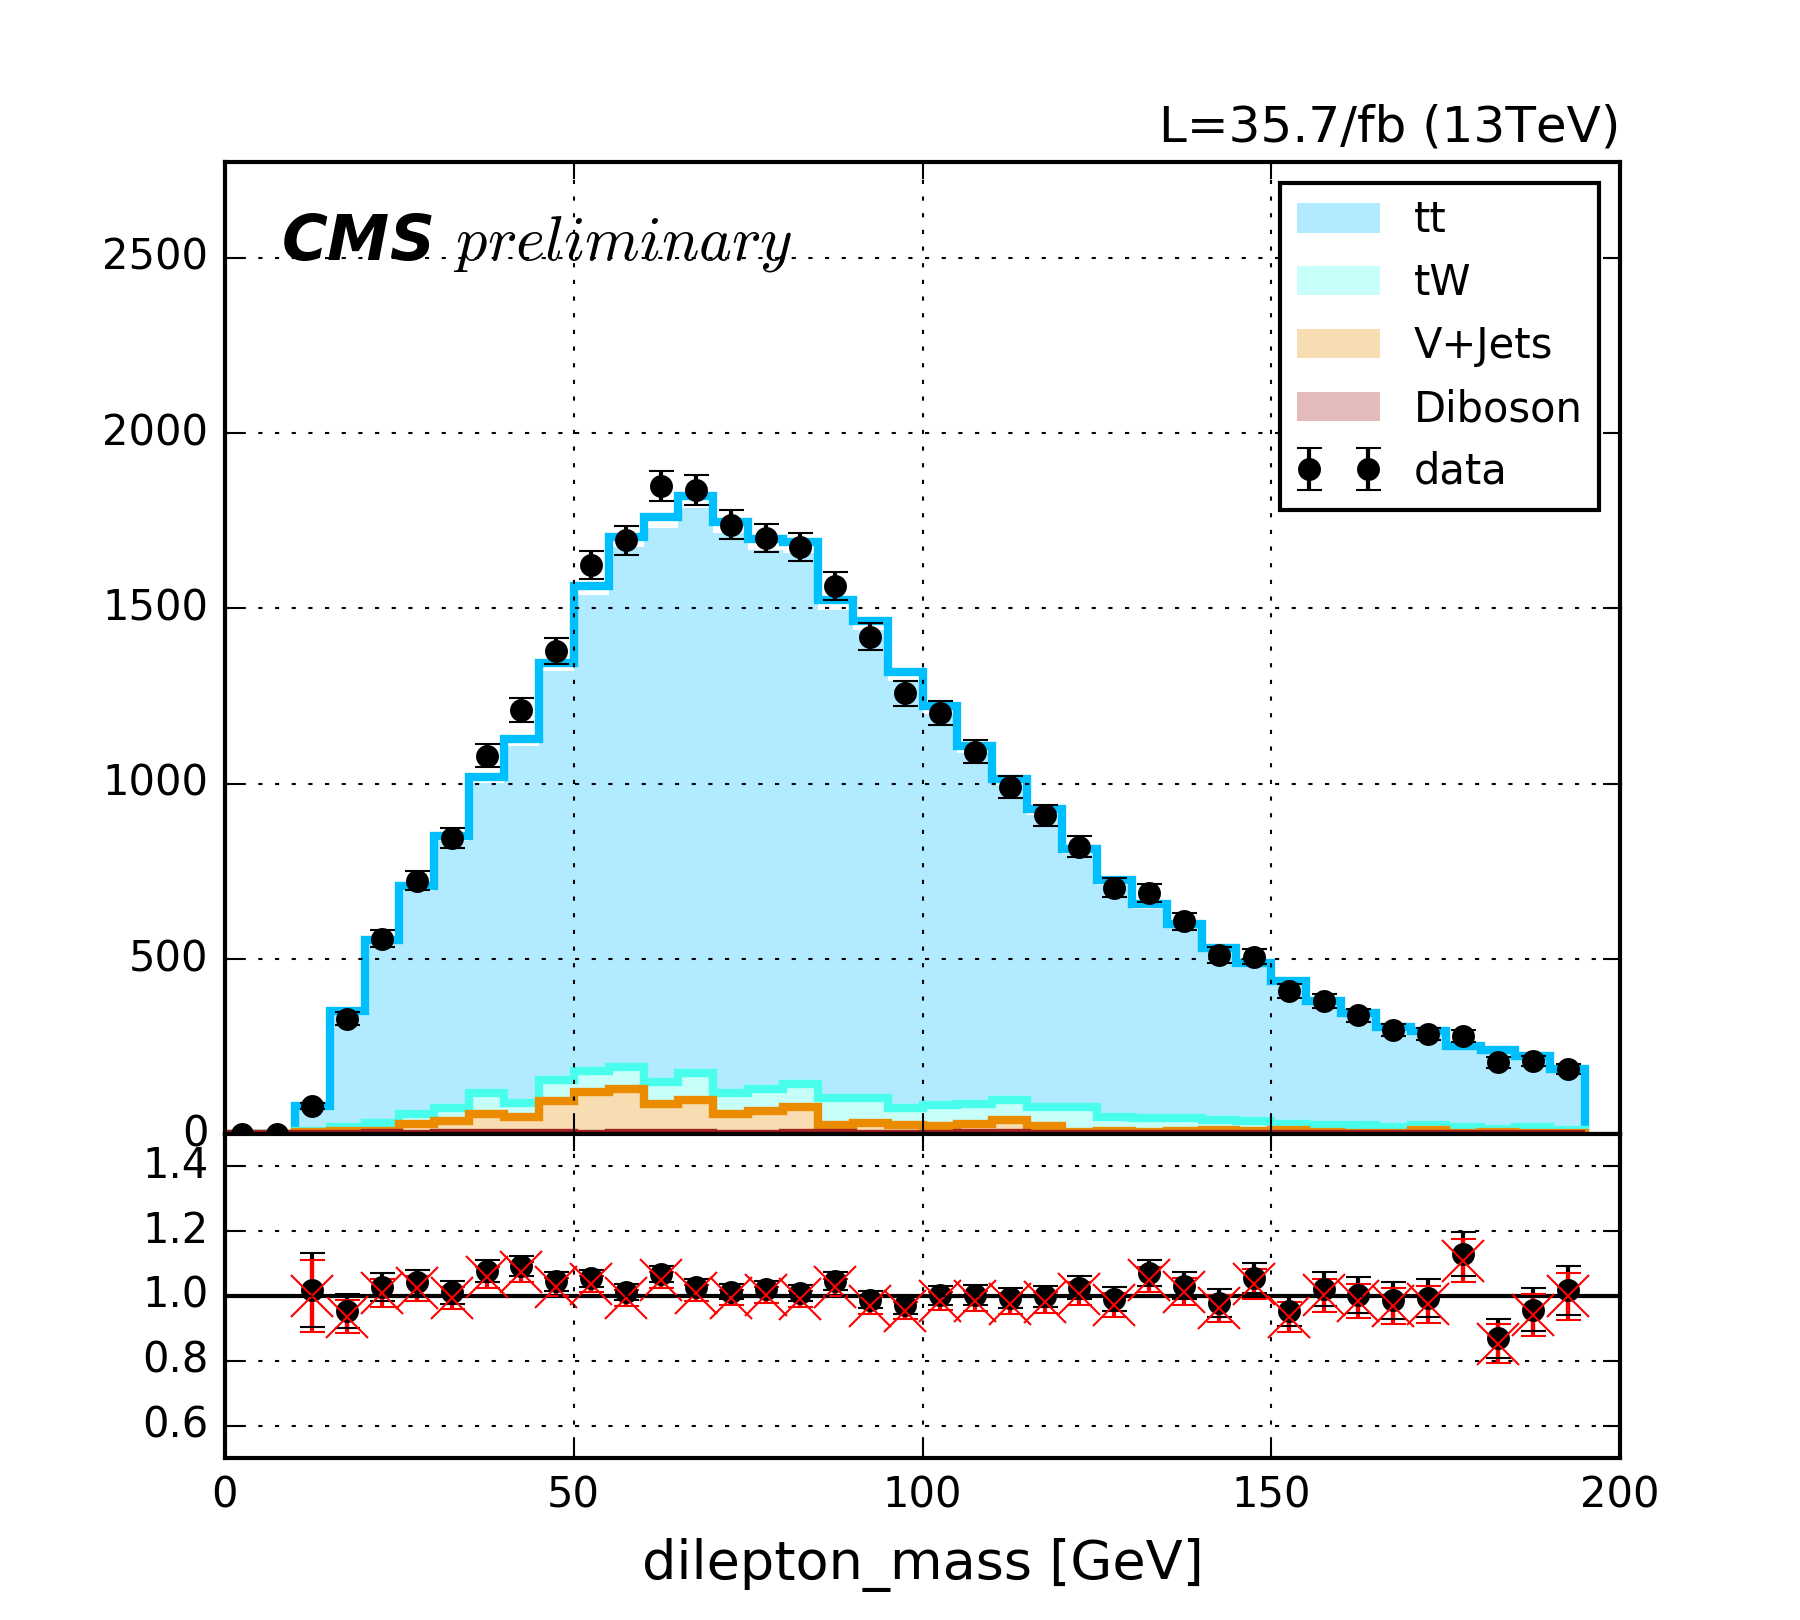 L=35.7/fb (13TeV)
CMS preliminary
tt
tW
V+Jets
Diboson
data
2500
2000
1500
1000
500
0
1.4
1.2
1.0
0.8
0.6
0 50 100 150 200
dilepton_mass [GeV]